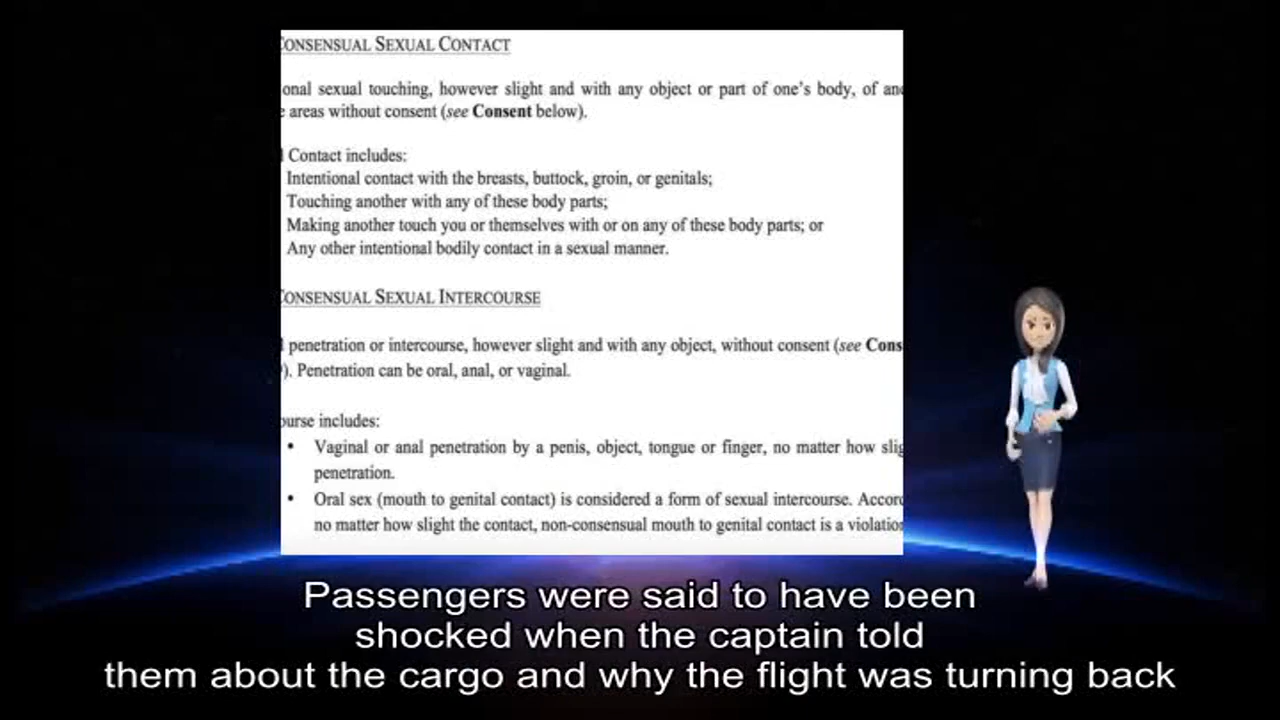 ONSENSUAL SEXUAL CONTACT
onal sexual touching, however slight and with any object or part of one's body, of
areas without consent (see Consent below).
Contact includes:
Intentional contact with the breasts, buttock, groin, or genitals;
Touching another with any of these body parts;
Making another touch you or themselves with or on any of these body parts; or
Any other intentional bodily contact in a sexual manner.
ONSENSUAL SEXUAL INTERCOURSE
penetration or intercourse, however slight and with any object, without consent (see Cons
). Penetration can be oral, anal, or vaginal.
ourse includes:
• Vaginal or anal penetration by a penis, object, tongue or finger, no matter how slig
penetration.
• Oral sex (mouth to genital contact) is considered a form of sexual intercourse. Accor
no matter how slight the contact, non-consensual mouth to genital contact is a violation
Passengers were said to have been
shocked when the captain told
them about the cargo and why the flight was turning back